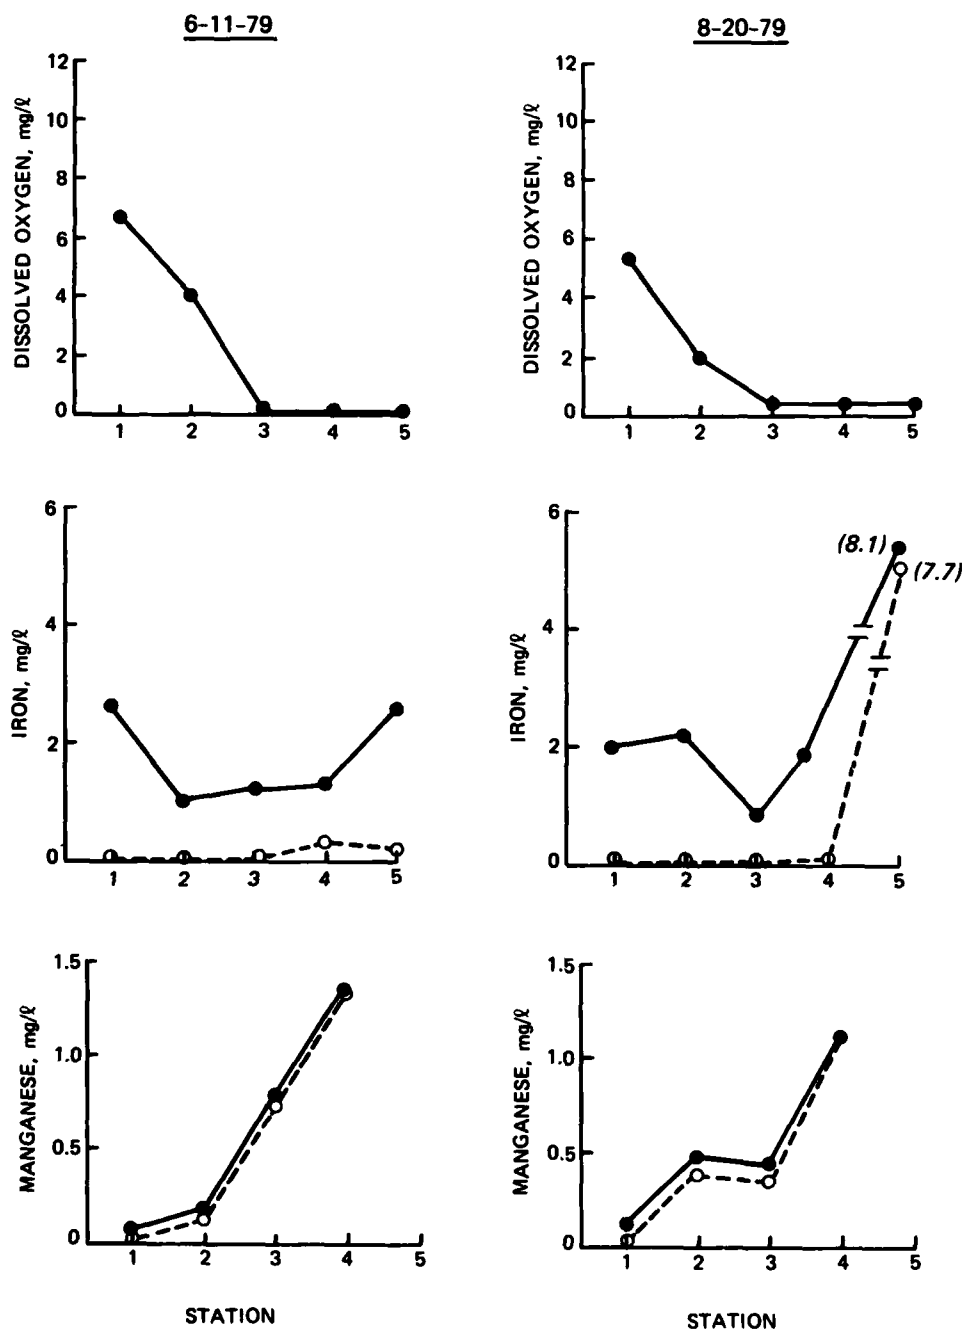 6-11-79
8-20-79
DISSOLVED OXYGEN, mg/ℓ
12
10
8
6
4
2
0
1 2 3 4 5
DISSOLVED OXYGEN, mg/ℓ
12
10
8
6
4
2
0
1 2 3 4 5
IRON, mg/ℓ
6
4
2
0
1 2 3 4 5
IRON, mg/ℓ
6
4
2
0
(8.1)
(7.7)
1 2 3 4 5
MANGANESE, mg/ℓ
1.5
1.0
0.5
0
1 2 3 4 5
STATION
MANGANESE, mg/ℓ
1.5
1.0
0.5
0
1 2 3 4 5
STATION